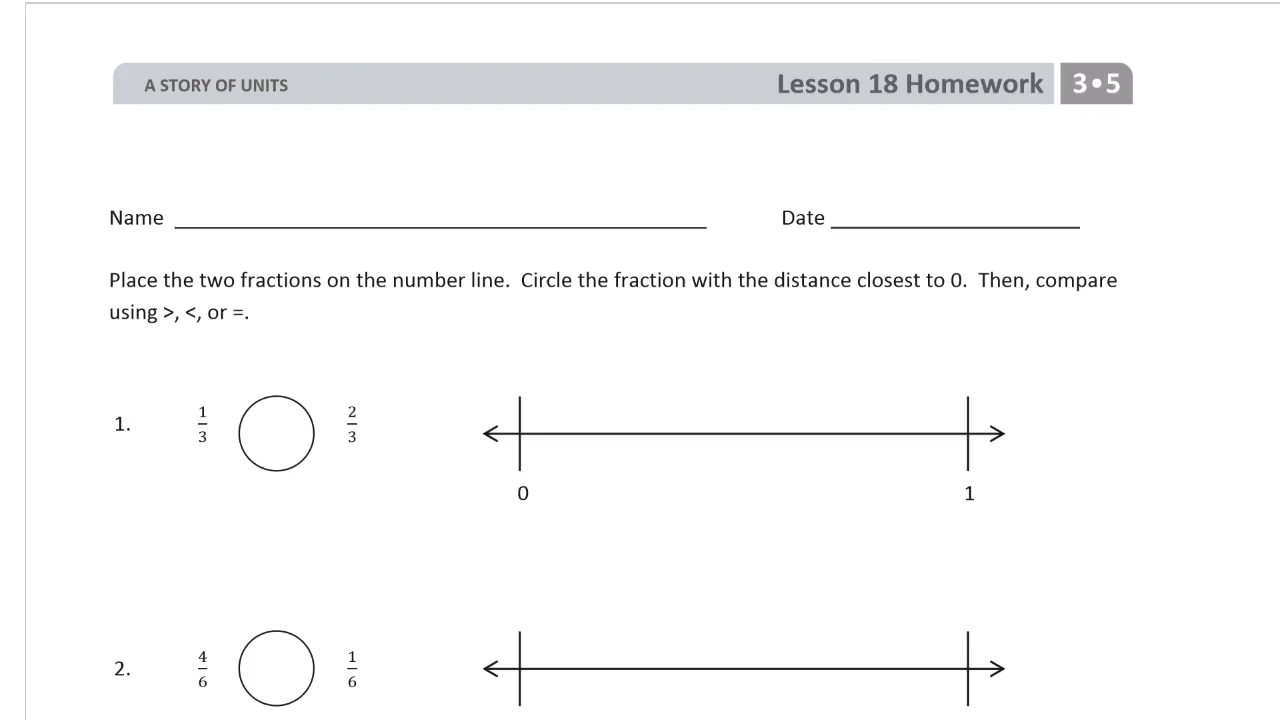 A STORY OF UNITS Lesson 18 Homework 3•5
Name Date
Place the two fractions on the number line. Circle the fraction with the distance closest to 0. Then, compare
using >, <, or =.
1. 1/3 2/3
0 1
2. 4/6 1/6